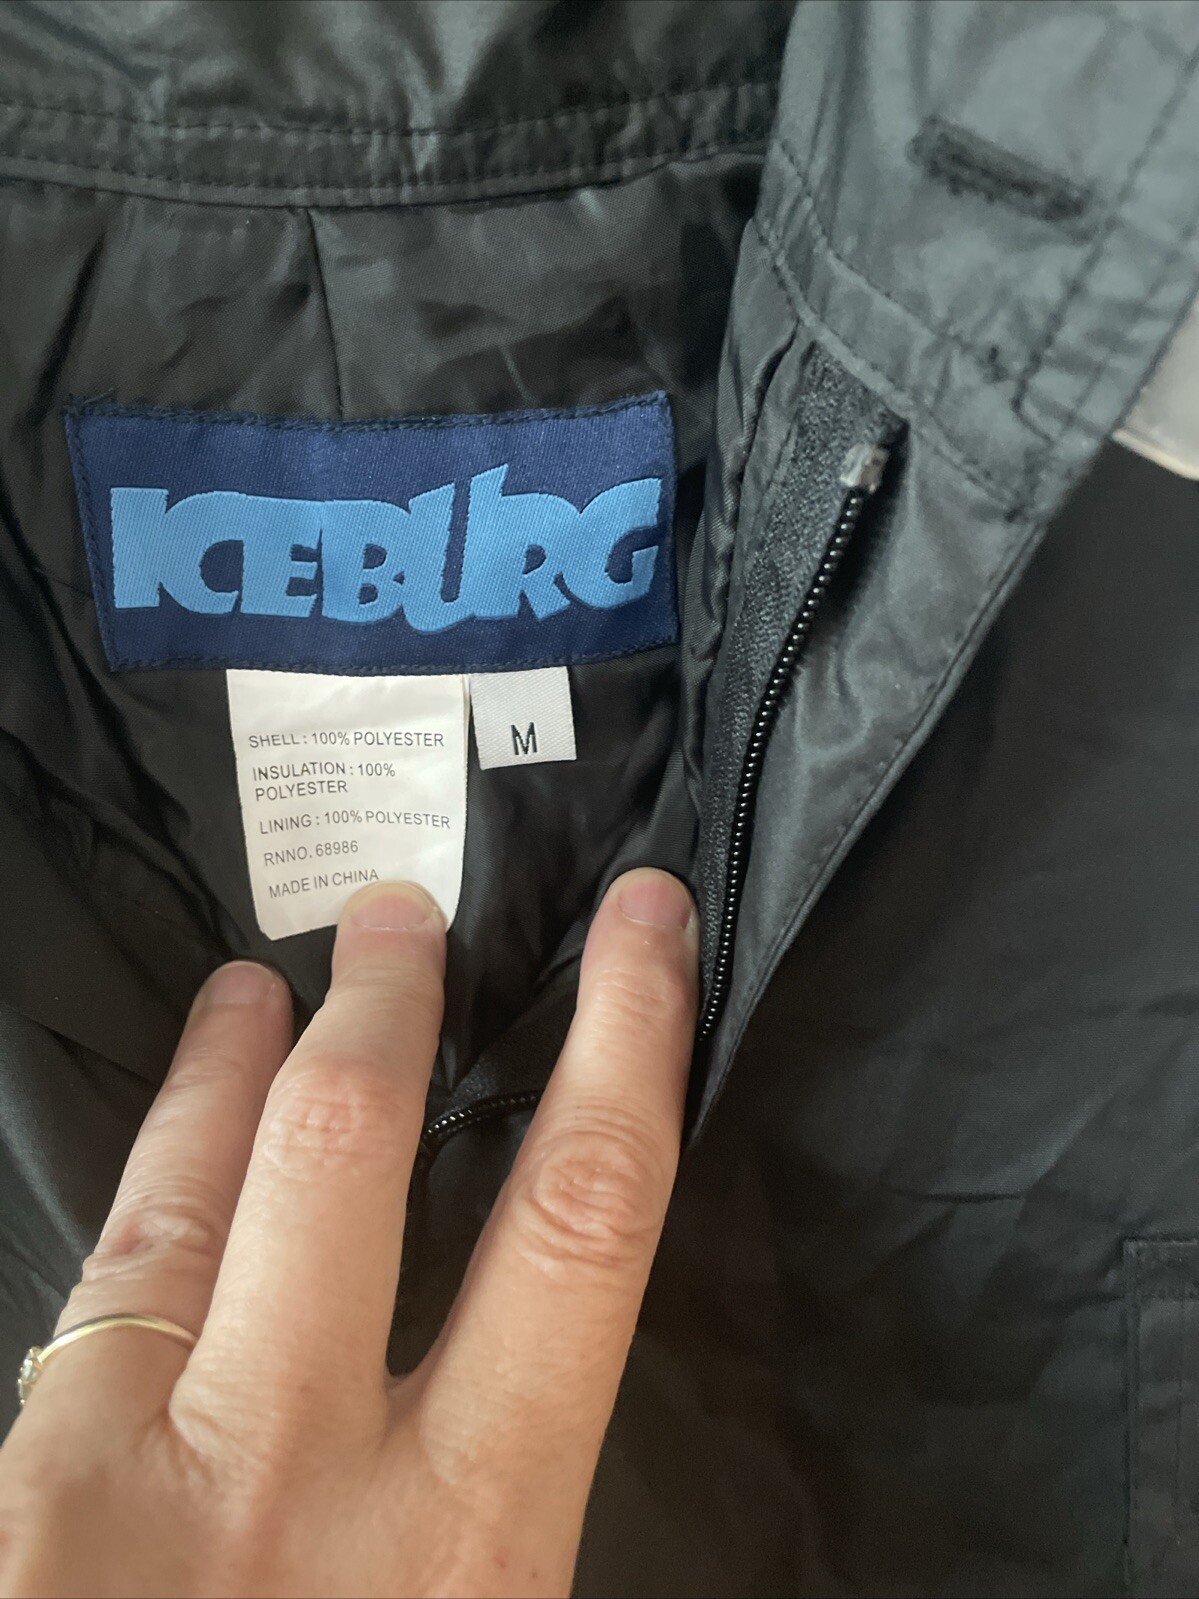 ICEBURG
SHELL : 100% POLYESTER
INSULATION : 100%
POLYESTER
LINING : 100% POLYESTER
RNNO. 68986
MADE IN CHINA
M